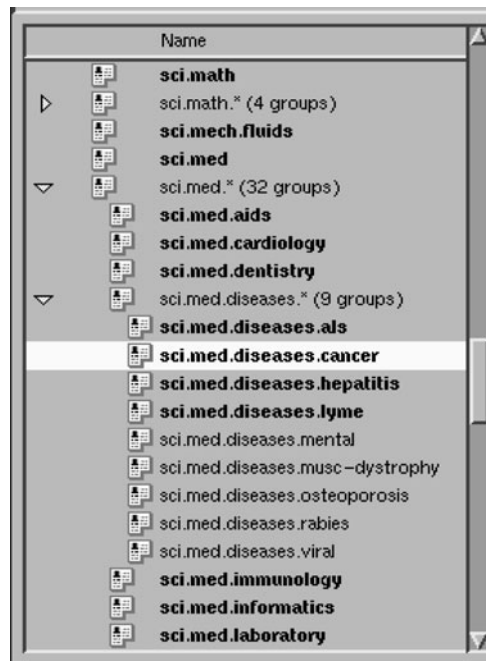 Name
sci.math
sci.math.* (4 groups)
sci.mech.fluids
sci.med
sci.med.* (32 groups)
sci.med.aids
sci.med.cardiology
sci.med.dentistry
sci.med.diseases.* (9 groups)
sci.med.diseases.als
sci.med.diseases.cancer
sci.med.diseases.hepatitis
sci.med.diseases.lyme
sci.med.diseases.mental
sci.med.diseases.musc-dystrophy
sci.med.diseases.osteoporosis
sci.med.diseases.rabies
sci.med.diseases.viral
sci.med.immunology
sci.med.informatics
sci.med.laboratory